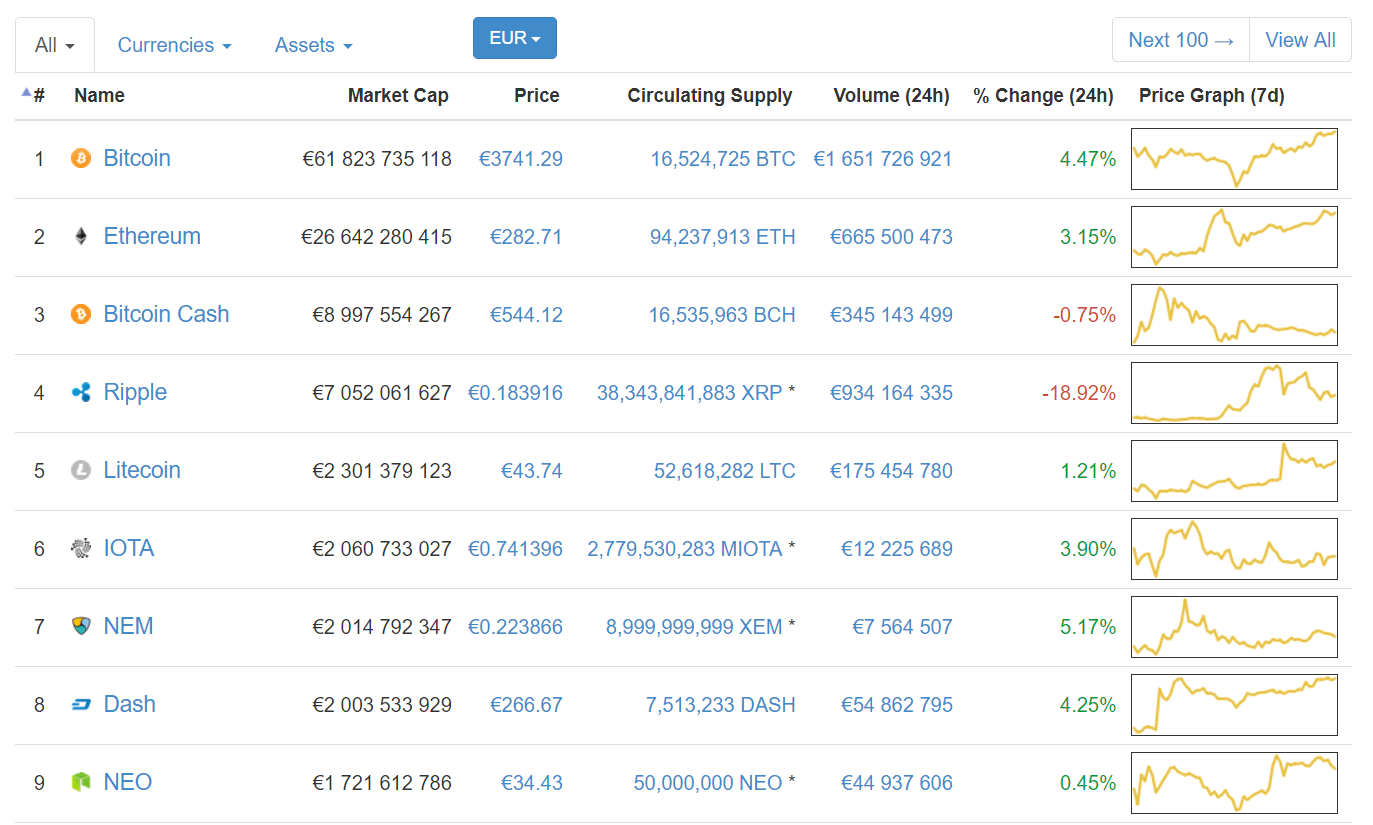 All Currencies Assets EUR Next 100 → View All
# Name Market Cap Price Circulating Supply Volume (24h) % Change (24h) Price Graph (7d)
1 Bitcoin €61 823 735 118 €3741.29 16,524,725 BTC €1 651 726 921 4.47%
2 Ethereum €26 642 280 415 €282.71 94,237,913 ETH €665 500 473 3.15%
3 Bitcoin Cash €8 997 554 267 €544.12 16,535,963 BCH €345 143 499 -0.75%
4 Ripple €7 052 061 627 €0.183916 38,343,841,883 XRP * €934 164 335 -18.92%
5 Litecoin €2 301 379 123 €43.74 52,618,282 LTC €175 454 780 1.21%
6 IOTA €2 060 733 027 €0.741396 2,779,530,283 MIOTA * €12 225 689 3.90%
7 NEM €2 014 792 347 €0.223866 8,999,999,999 XEM * €7 564 507 5.17%
8 Dash €2 003 533 929 €266.67 7,513,233 DASH €54 862 795 4.25%
9 NEO €1 721 612 786 €34.43 50,000,000 NEO * €44 937 606 0.45%